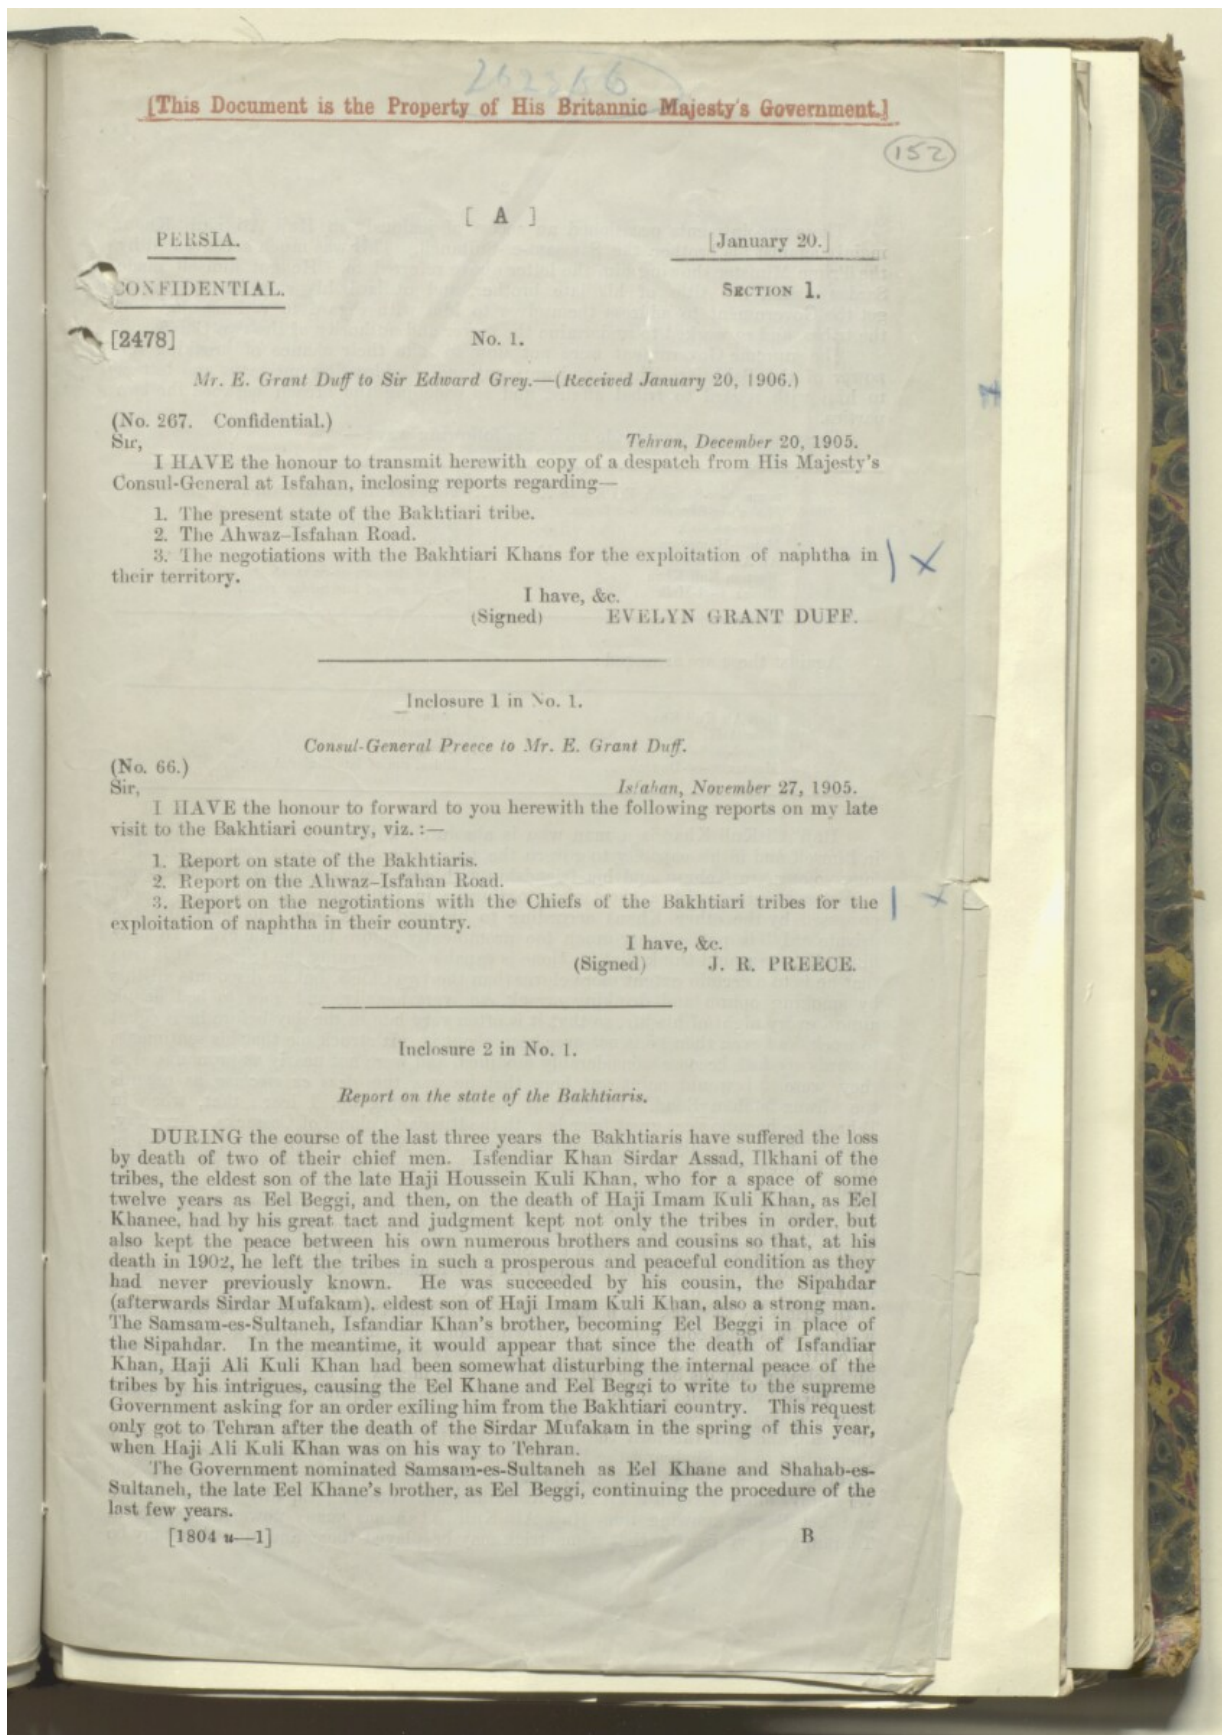 [This Document is the Property of His Britannic Majesty's Government.]
152
[ A ]
PERSIA.
[January 20.]
CONFIDENTIAL.
SECTION 1.
[2478]
No. 1.
Mr. E. Grant Duff to Sir Edward Grey.—(Received January 20, 1906.)
(No. 267. Confidential.)
Sir,
Tehran, December 20, 1905.
I HAVE the honour to transmit herewith copy of a despatch from His Majesty's
Consul-General at Isfahan, inclosing reports regarding—
1. The present state of the Bakhtiari tribe.
2. The Ahwaz-Isfahan Road.
3. The negotiations with the Bakhtiari Khans for the exploitation of naphtha in
their territory.
I have, &c.
(Signed) EVELYN GRANT DUFF.
Inclosure 1 in No. 1.
Consul-General Preece to Mr. E. Grant Duff.
(No. 66.)
Sir,
Isfahan, November 27, 1905.
I HAVE the honour to forward to you herewith the following reports on my late
visit to the Bakhtiari country, viz. :—
1. Report on state of the Bakhtiaris.
2. Report on the Ahwaz-Isfahan Road.
3. Report on the negotiations with the Chiefs of the Bakhtiari tribes for the
exploitation of naphtha in their country.
I have, &c.
(Signed) J. R. PREECE.
Inclosure 2 in No. 1.
Report on the state of the Bakhtiaris.
DURING the course of the last three years the Bakhtiaris have suffered the loss
by death of two of their chief men. Isfendiar Khan Sirdar Assad, Ilkhani of the
tribes, the eldest son of the late Haji Houssein Kuli Khan, who for a space of some
twelve years as Eel Beggi, and then, on the death of Haji Imam Kuli Khan, as Eel
Khanee, had by his great tact and judgment kept not only the tribes in order, but
also kept the peace between his own numerous brothers and cousins so that, at his
death in 1902, he left the tribes in such a prosperous and peaceful condition as they
had never previously known. He was succeeded by his cousin, the Sipahdar
(afterwards Sirdar Mufakam), eldest son of Haji Imam Kuli Khan, also a strong man.
The Samsam-es-Sultaneh, Isfandiar Khan's brother, becoming Eel Beggi in place of
the Sipahdar. In the meantime, it would appear that since the death of Isfandiar
Khan, Haji Ali Kuli Khan had been somewhat disturbing the internal peace of the
tribes by his intrigues, causing the Eel Khane and Eel Beggi to write to the supreme
Government asking for an order exiling him from the Bakhtiari country. This request
only got to Tehran after the death of the Sirdar Mufakam in the spring of this year,
when Haji Ali Kuli Khan was on his way to Tehran.
The Government nominated Samsam-es-Sultaneh as Eel Khane and Shahab-es-
Sultaneh, the late Eel Khane's brother, as Eel Beggi, continuing the procedure of the
last few years.
[1804 u—1]
B